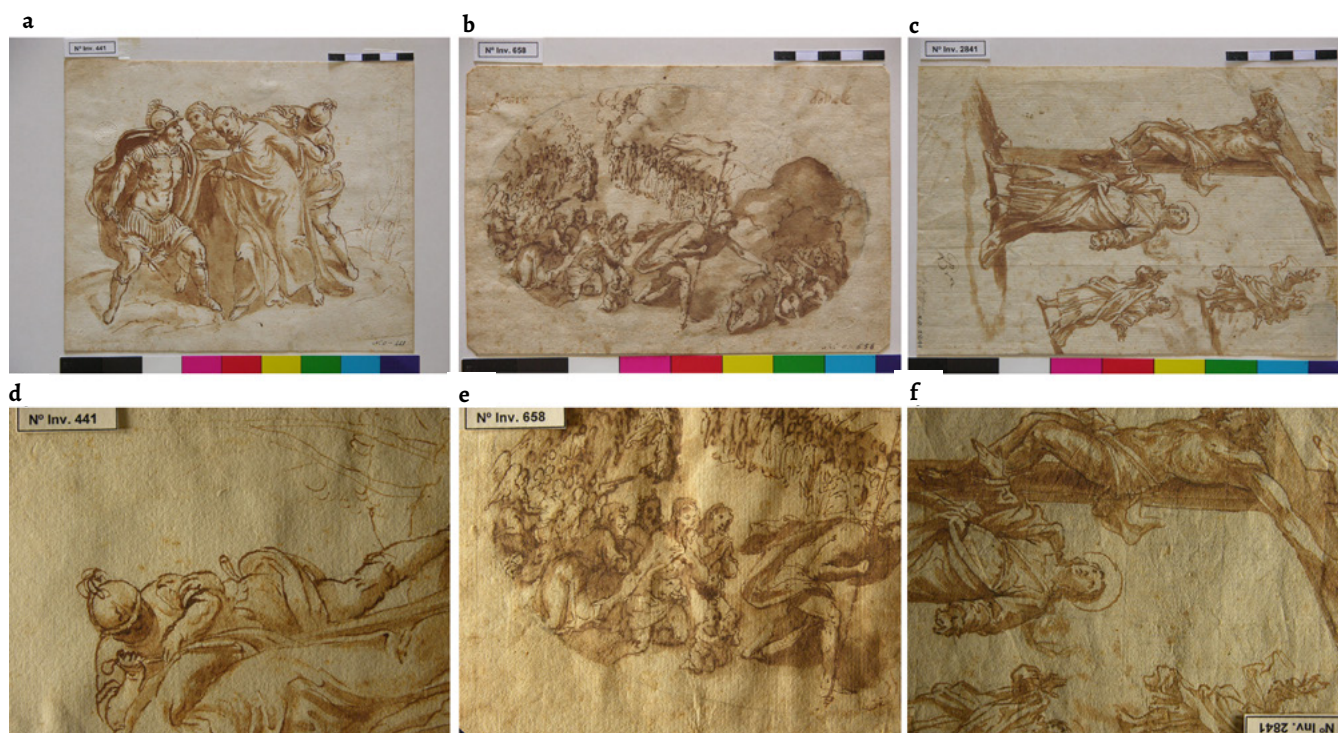 a
b
c
Nº Inv. 441
Nº Inv. 658
Nº Inv. 2841
d
e
f
Nº Inv. 441
Nº Inv. 658
Nº Inv. 2841